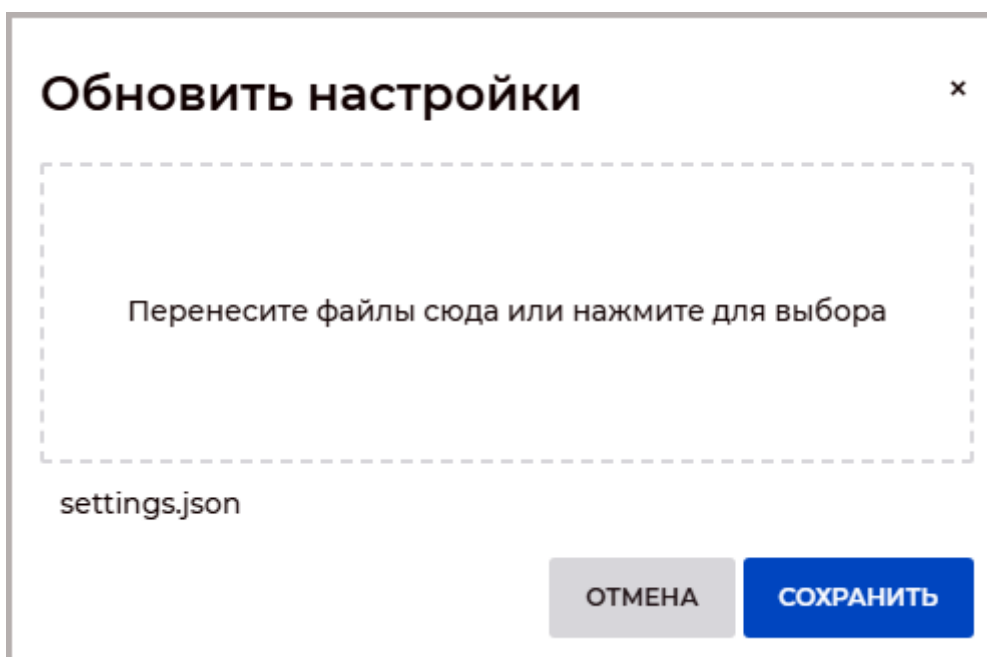 Обновить настройки ×
Перенесите файлы сюда или нажмите для выбора
settings.json
ОТМЕНА СОХРАНИТЬ